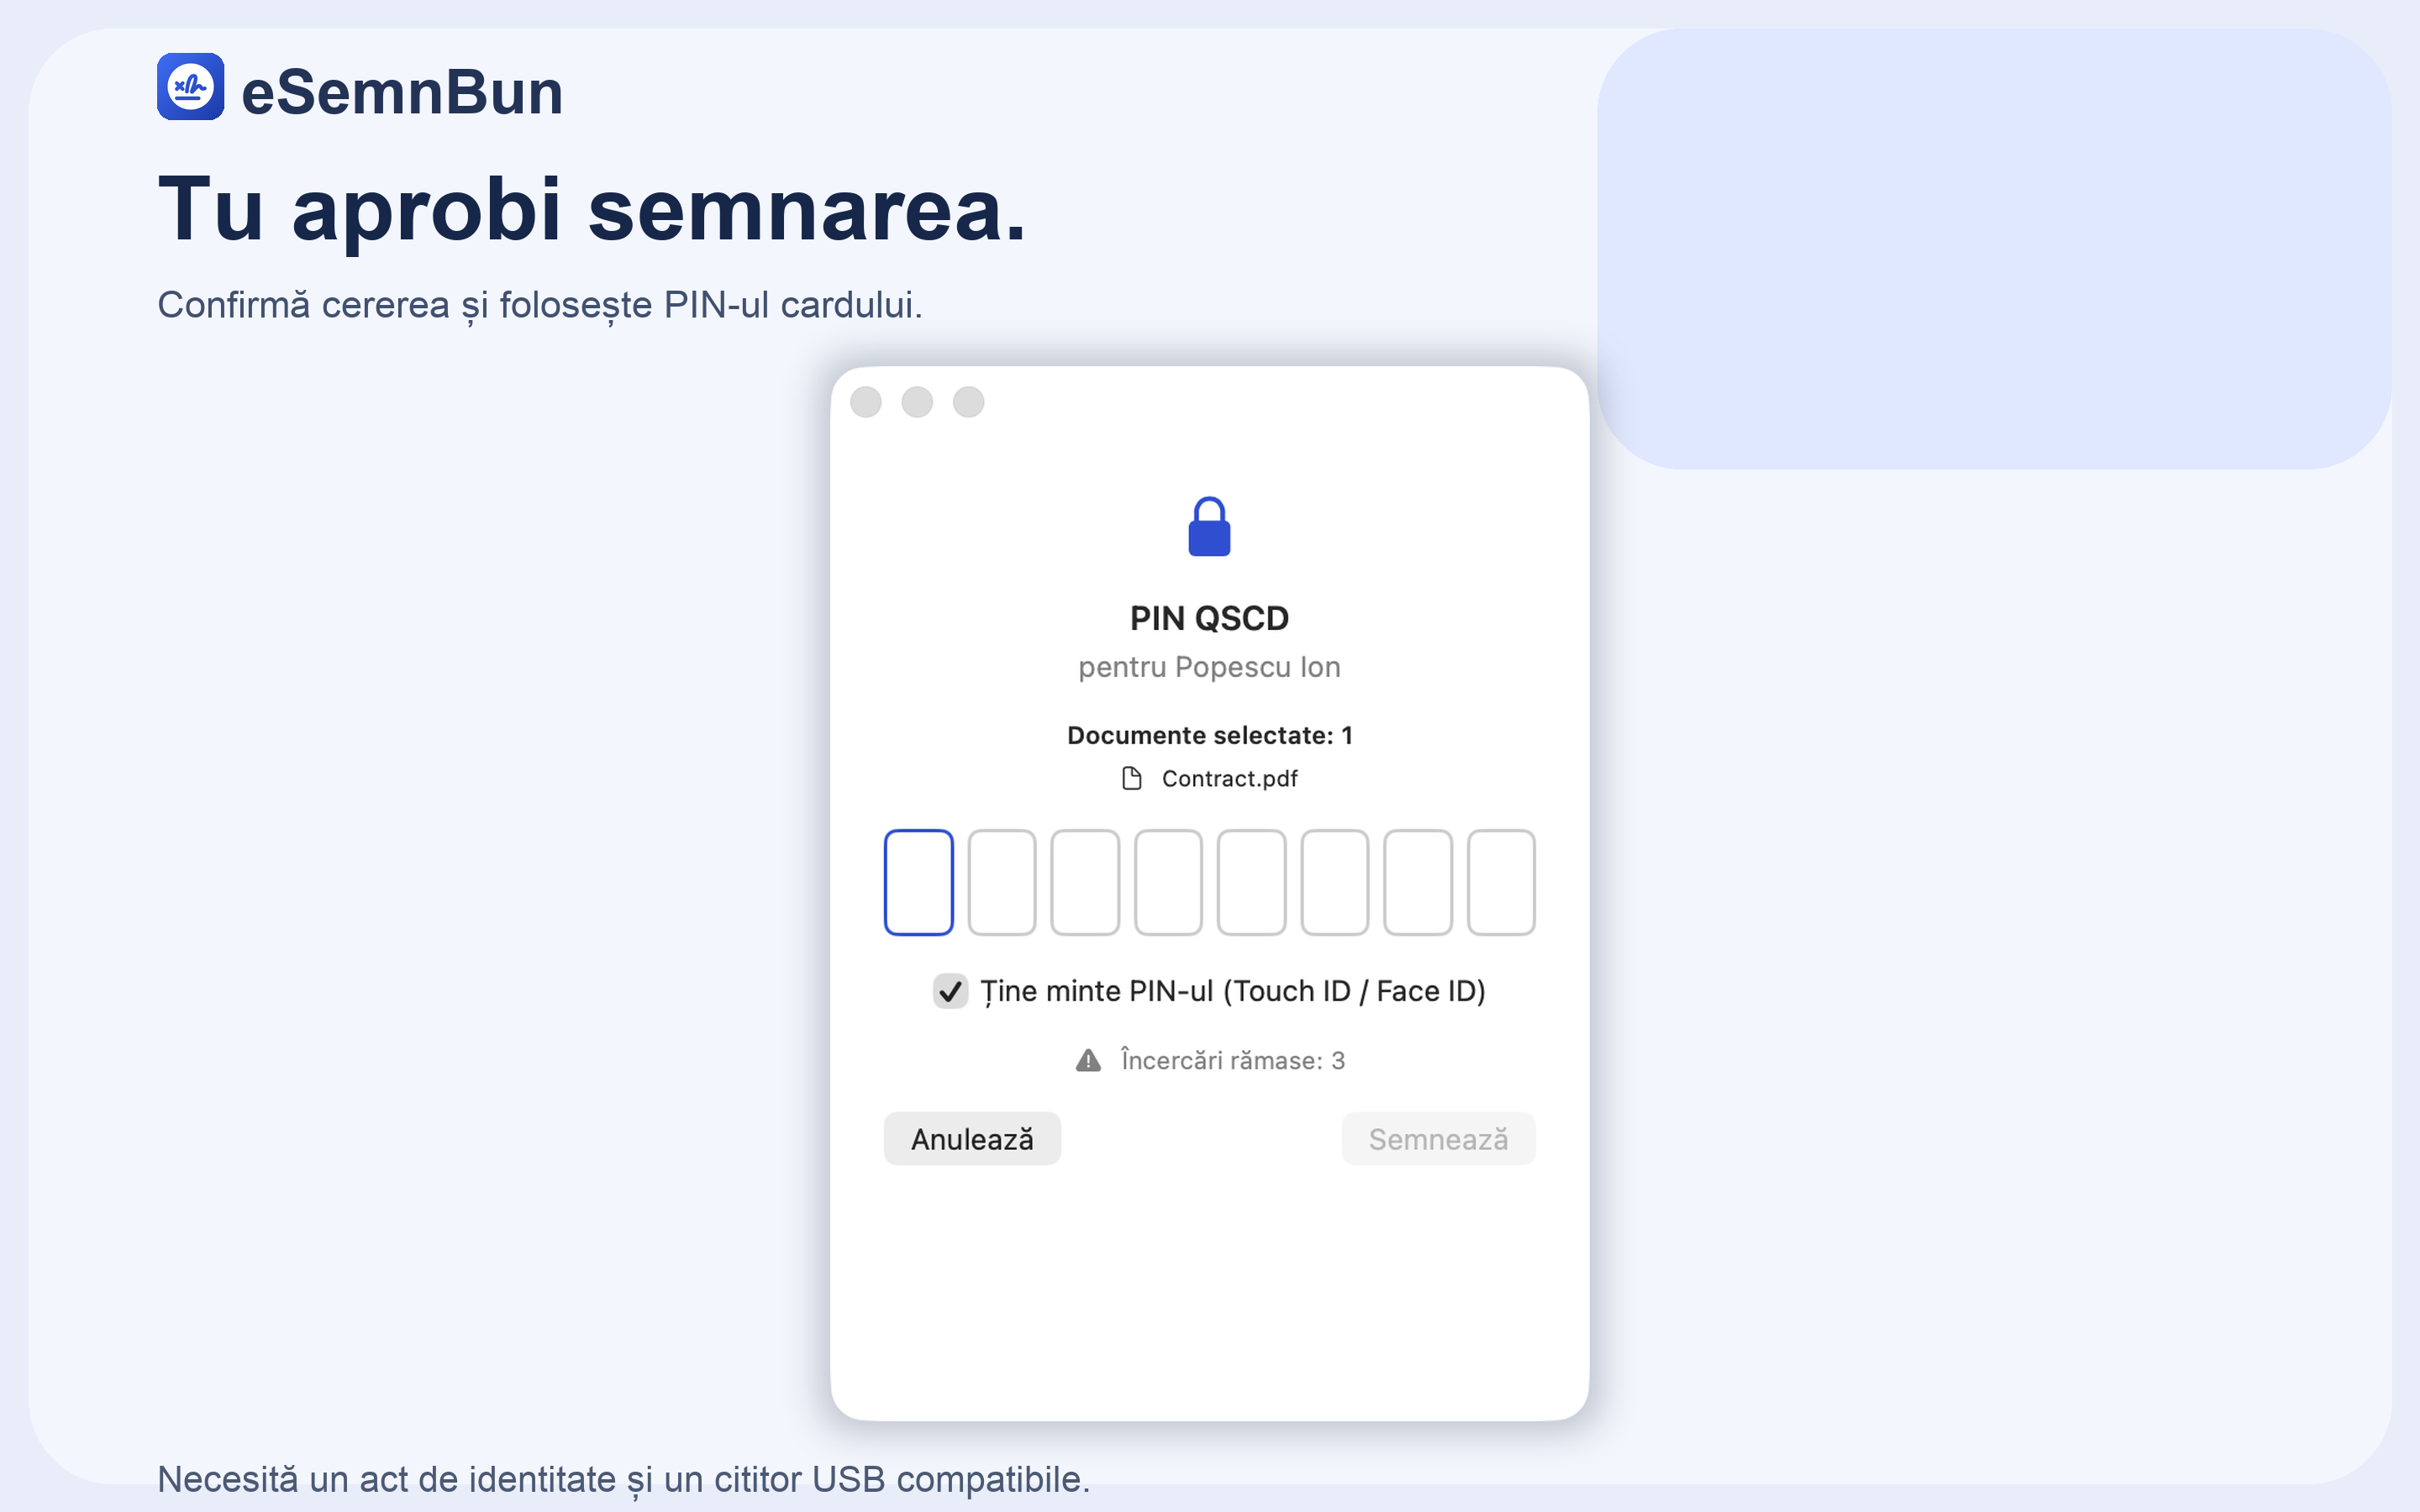 eSemnBun
Tu aprobi semnarea.
Confirmă cererea și folosește PIN-ul cardului.
PIN QSCD
pentru Popescu Ion
Documente selectate: 1
Contract.pdf
Ține minte PIN-ul (Touch ID / Face ID)
Încercări rămase: 3
Anulează
Semnează
Necesită un act de identitate și un cititor USB compatibile.